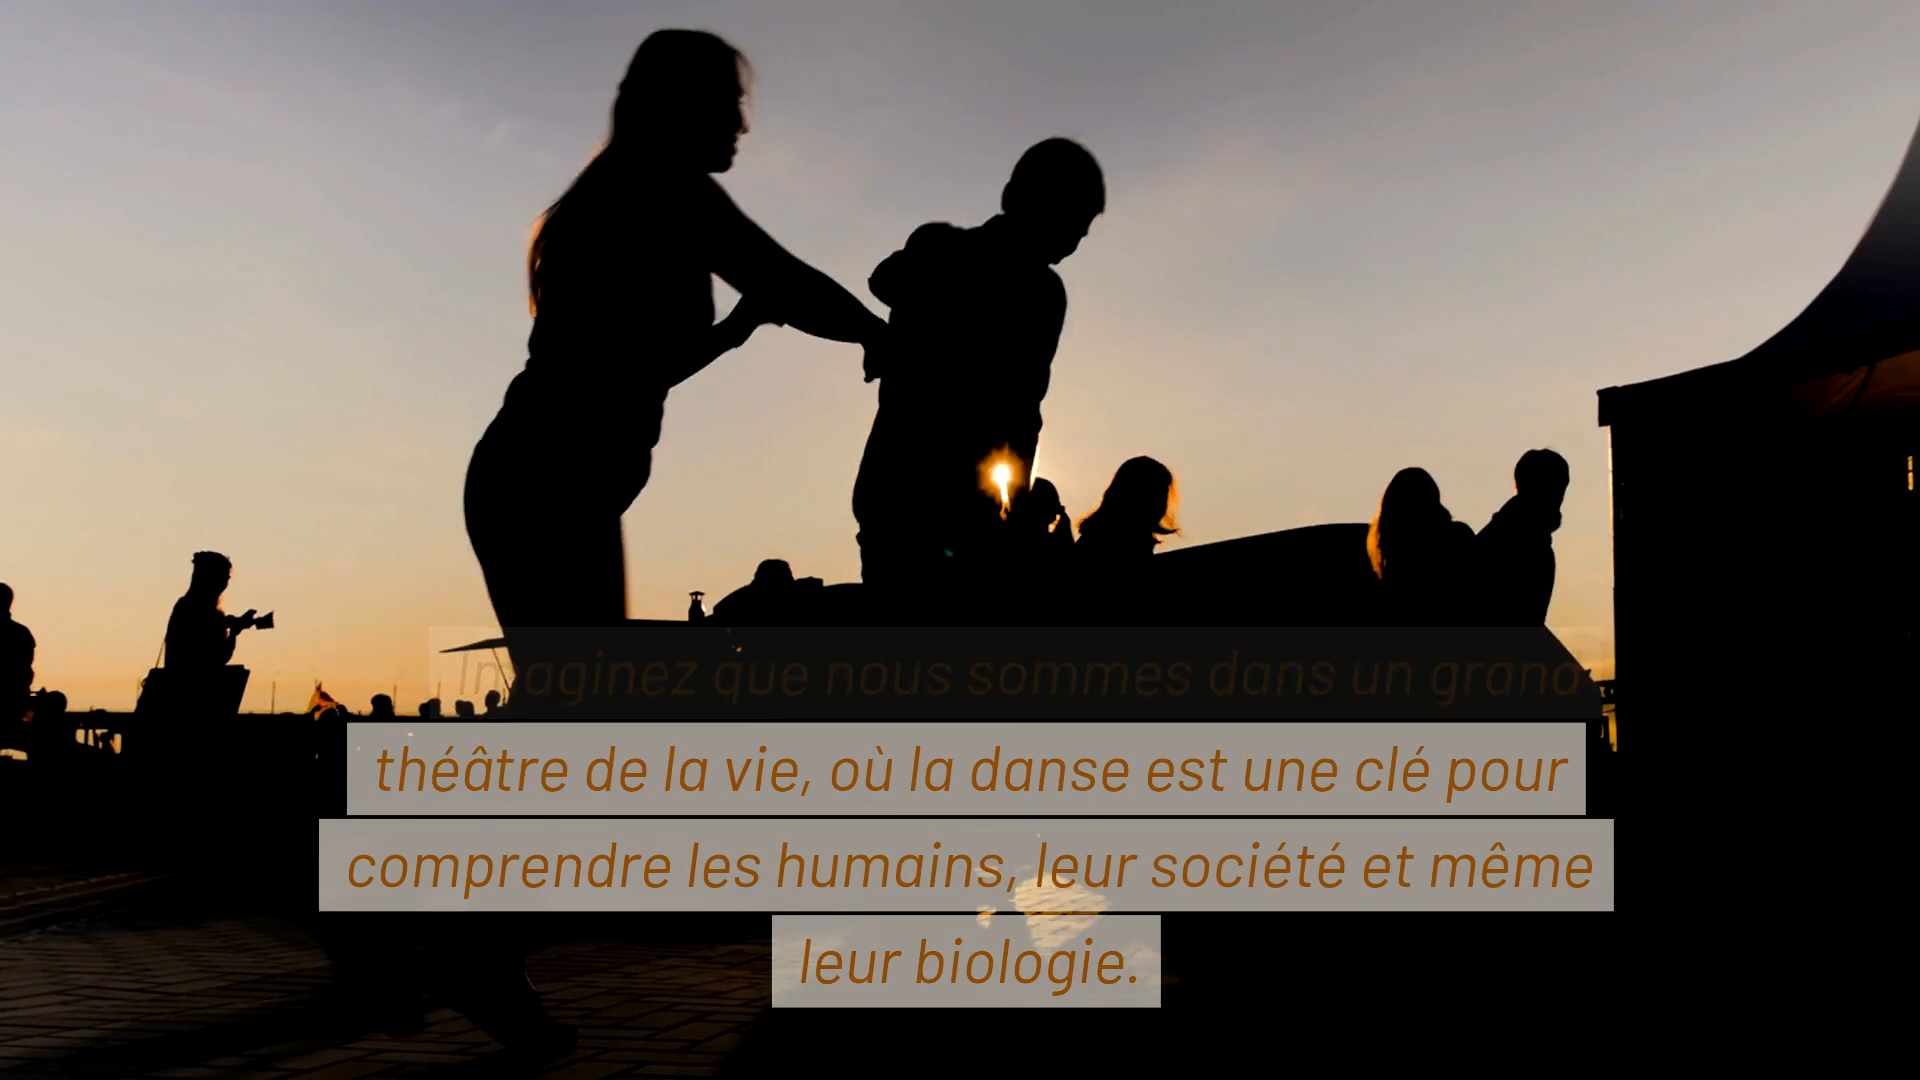 Imaginez que nous sommes dans un grand
théâtre de la vie, où la danse est une clé pour
comprendre les humains, leur société et même
leur biologie.